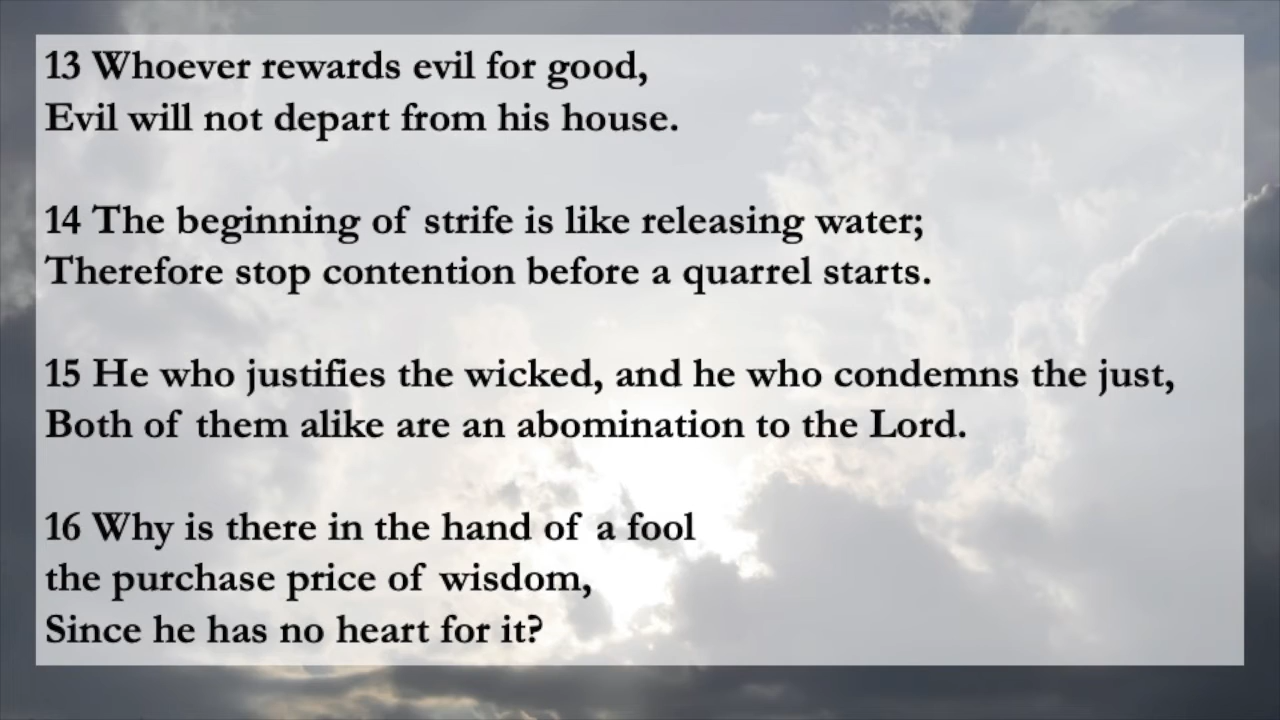 13 Whoever rewards evil for good,
Evil will not depart from his house.
14 The beginning of strife is like releasing water;
Therefore stop contention before a quarrel starts.
15 He who justifies the wicked, and he who condemns the just,
Both of them alike are an abomination to the Lord.
16 Why is there in the hand of a fool
the purchase price of wisdom,
Since he has no heart for it?